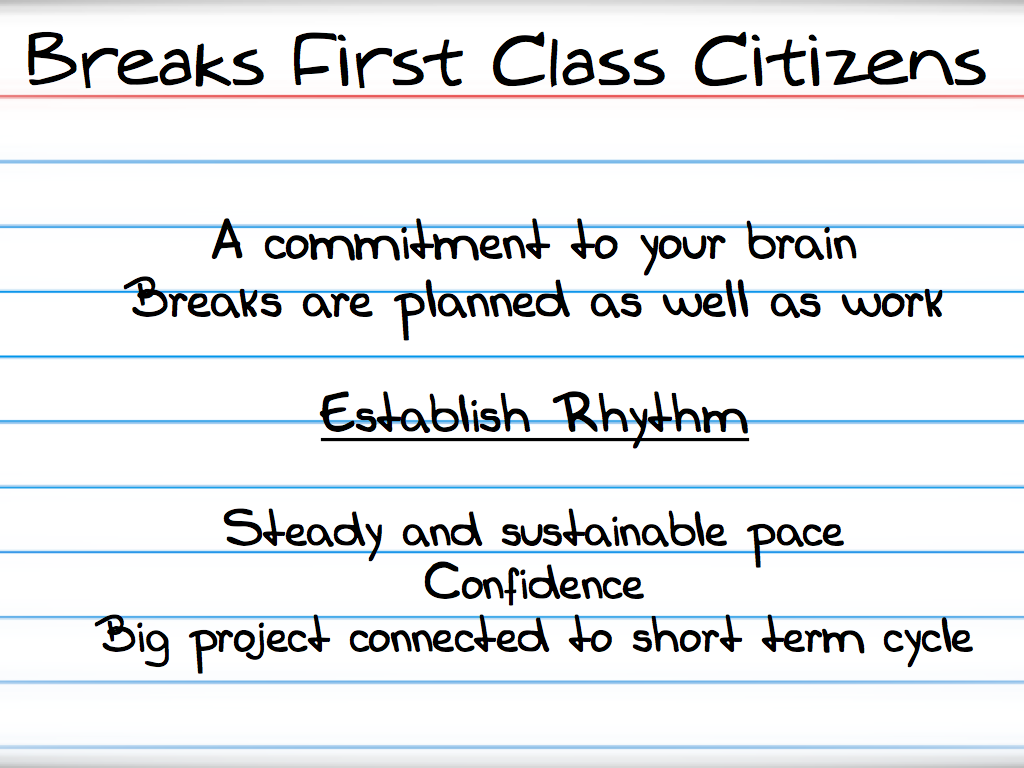 Breaks First Class Citizens
A commitment to your brain
Breaks are planned as well as work
Establish Rhythm
Steady and sustainable pace
Confidence
Big project connected to short term cycle